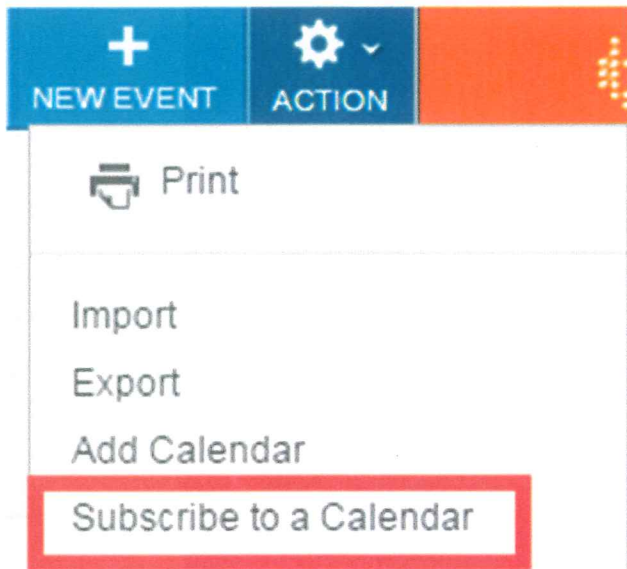 NEW EVENT
ACTION
Print
Import
Export
Add Calendar
Subscribe to a Calendar